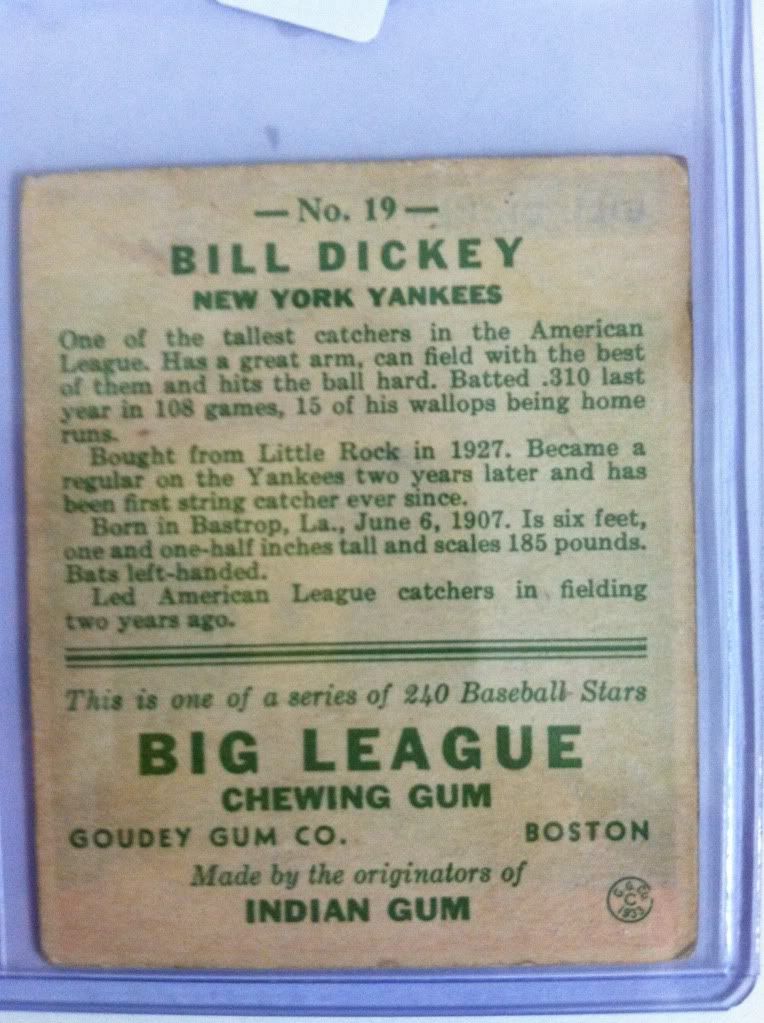 — No. 19 —
BILL DICKEY
NEW YORK YANKEES
One of the tallest catchers in the American
League. Has a great arm, can field with the best
of them and hits the ball hard. Batted .310 last
year in 108 games, 15 of his wallops being home
runs.
Bought from Little Rock in 1927. Became a
regular on the Yankees two years later and has
been first string catcher ever since.
Born in Bastrop, La., June 6, 1907. Is six feet,
one and one-half inches tall and scales 185 pounds.
Bats left-handed.
Led American League catchers in fielding
two years ago.
This is one of a series of 240 Baseball Stars
BIG LEAGUE
CHEWING GUM
GOUDEY GUM CO. BOSTON
Made by the originators of
INDIAN GUM
G. G. Co.
C
1933